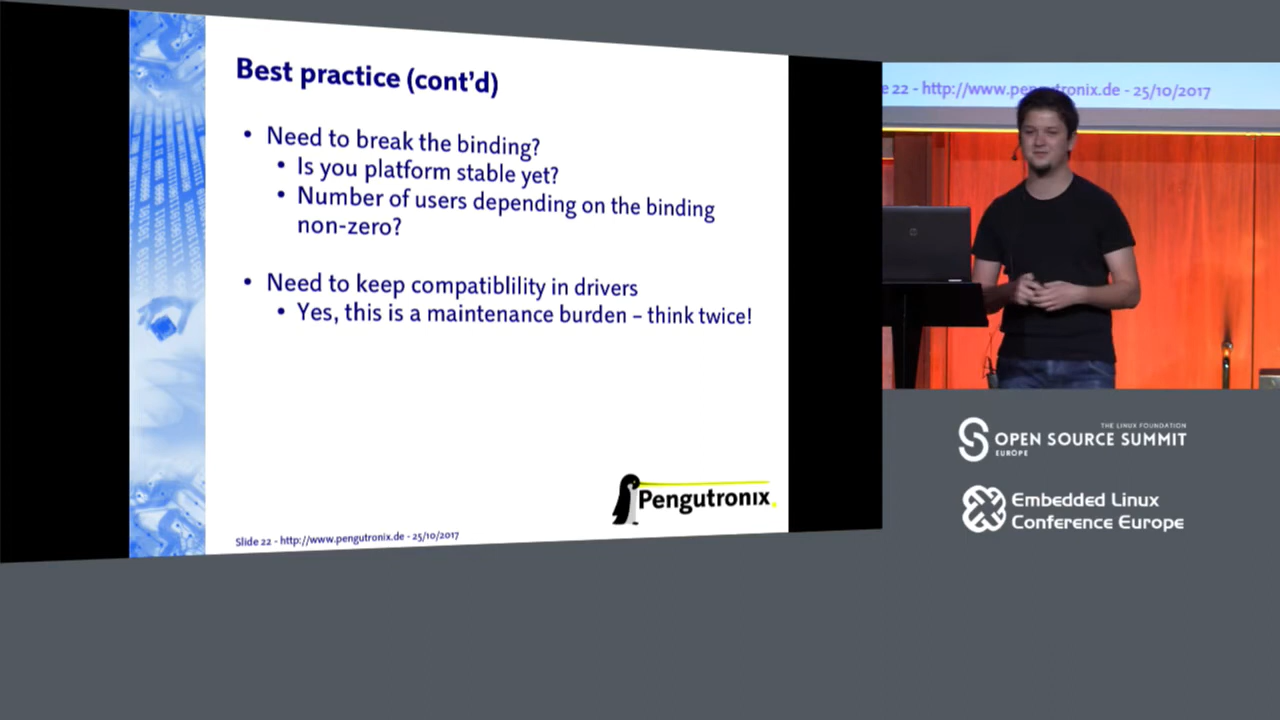 Best practice (cont'd)
• Need to break the binding?
• Is you platform stable yet?
• Number of users depending on the binding
non-zero?
• Need to keep compatiblility in drivers
• Yes, this is a maintenance burden – think twice!
Pengutronix
Slide 22 - http://www.pengutronix.de - 25/10/2017
22 - http://www.pengutronix.de - 25/10/2017
THE LINUX FOUNDATION
OPEN SOURCE SUMMIT
EUROPE
Embedded Linux
Conference Europe